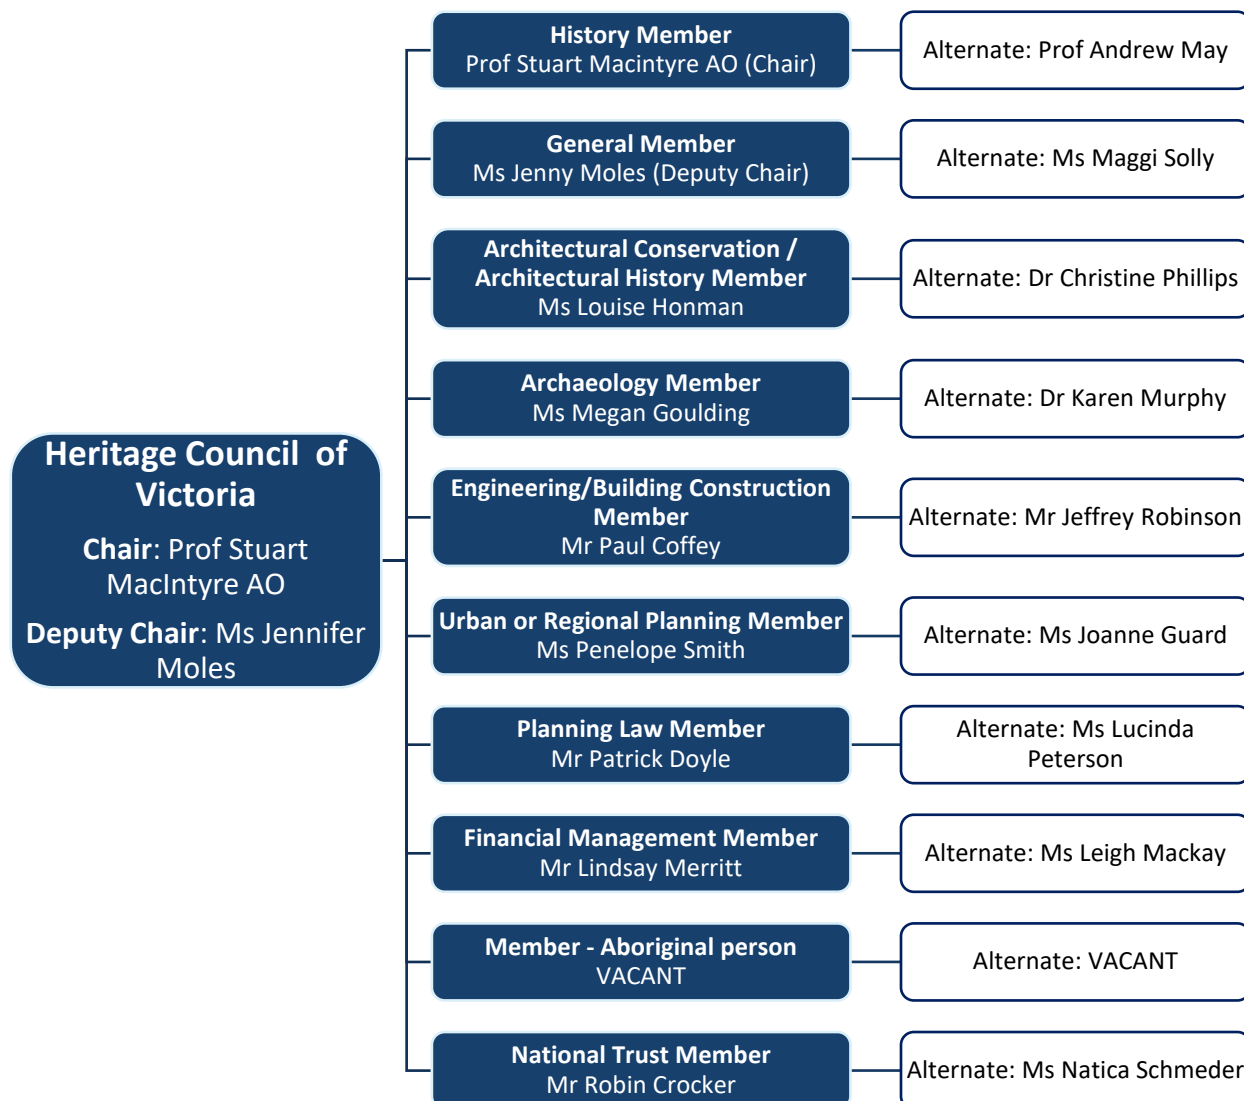 History Member
Prof Stuart Macintyre AO (Chair)
Alternate: Prof Andrew May
General Member
Ms Jenny Moles (Deputy Chair)
Alternate: Ms Maggi Solly
Architectural Conservation /
Architectural History Member
Ms Louise Honman
Alternate: Dr Christine Phillips
Archaeology Member
Ms Megan Goulding
Alternate: Dr Karen Murphy
Heritage Council of
Victoria
Chair: Prof Stuart
MacIntyre AO
Deputy Chair: Ms Jennifer
Moles
Engineering/Building Construction
Member
Mr Paul Coffey
Alternate: Mr Jeffrey Robinson
Urban or Regional Planning Member
Ms Penelope Smith
Alternate: Ms Joanne Guard
Planning Law Member
Mr Patrick Doyle
Alternate: Ms Lucinda
Peterson
Financial Management Member
Mr Lindsay Merritt
Alternate: Ms Leigh Mackay
Member - Aboriginal person
VACANT
Alternate: VACANT
National Trust Member
Mr Robin Crocker
Alternate: Ms Natica Schmeder